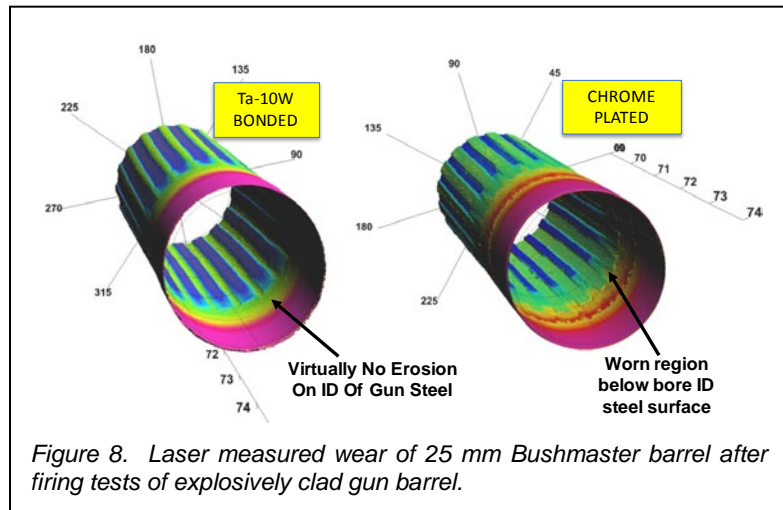 180
135
225
Ta-10W
BONDED
90
270
315
72
73
74
Virtually No Erosion
On ID Of Gun Steel
90
45
CHROME
PLATED
135
69
70
71
72
73
74
180
225
Worn region
below bore ID
steel surface
Figure 8. Laser measured wear of 25 mm Bushmaster barrel after
firing tests of explosively clad gun barrel.